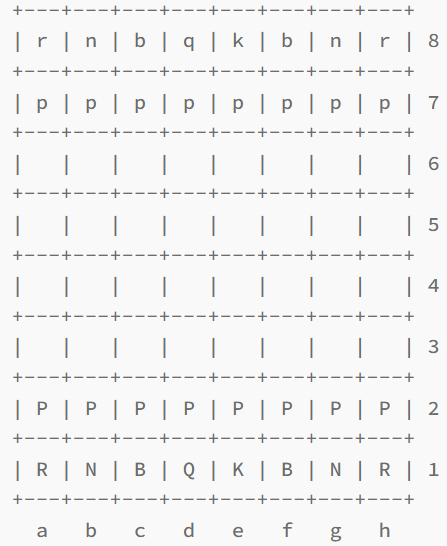 +---+---+---+---+---+---+---+---+
| r | n | b | q | k | b | n | r | 8
+---+---+---+---+---+---+---+---+
| p | p | p | p | p | p | p | p | 7
+---+---+---+---+---+---+---+---+
|   |   |   |   |   |   |   |   | 6
+---+---+---+---+---+---+---+---+
|   |   |   |   |   |   |   |   | 5
+---+---+---+---+---+---+---+---+
|   |   |   |   |   |   |   |   | 4
+---+---+---+---+---+---+---+---+
|   |   |   |   |   |   |   |   | 3
+---+---+---+---+---+---+---+---+
| P | P | P | P | P | P | P | P | 2
+---+---+---+---+---+---+---+---+
| R | N | B | Q | K | B | N | R | 1
+---+---+---+---+---+---+---+---+
  a   b   c   d   e   f   g   h